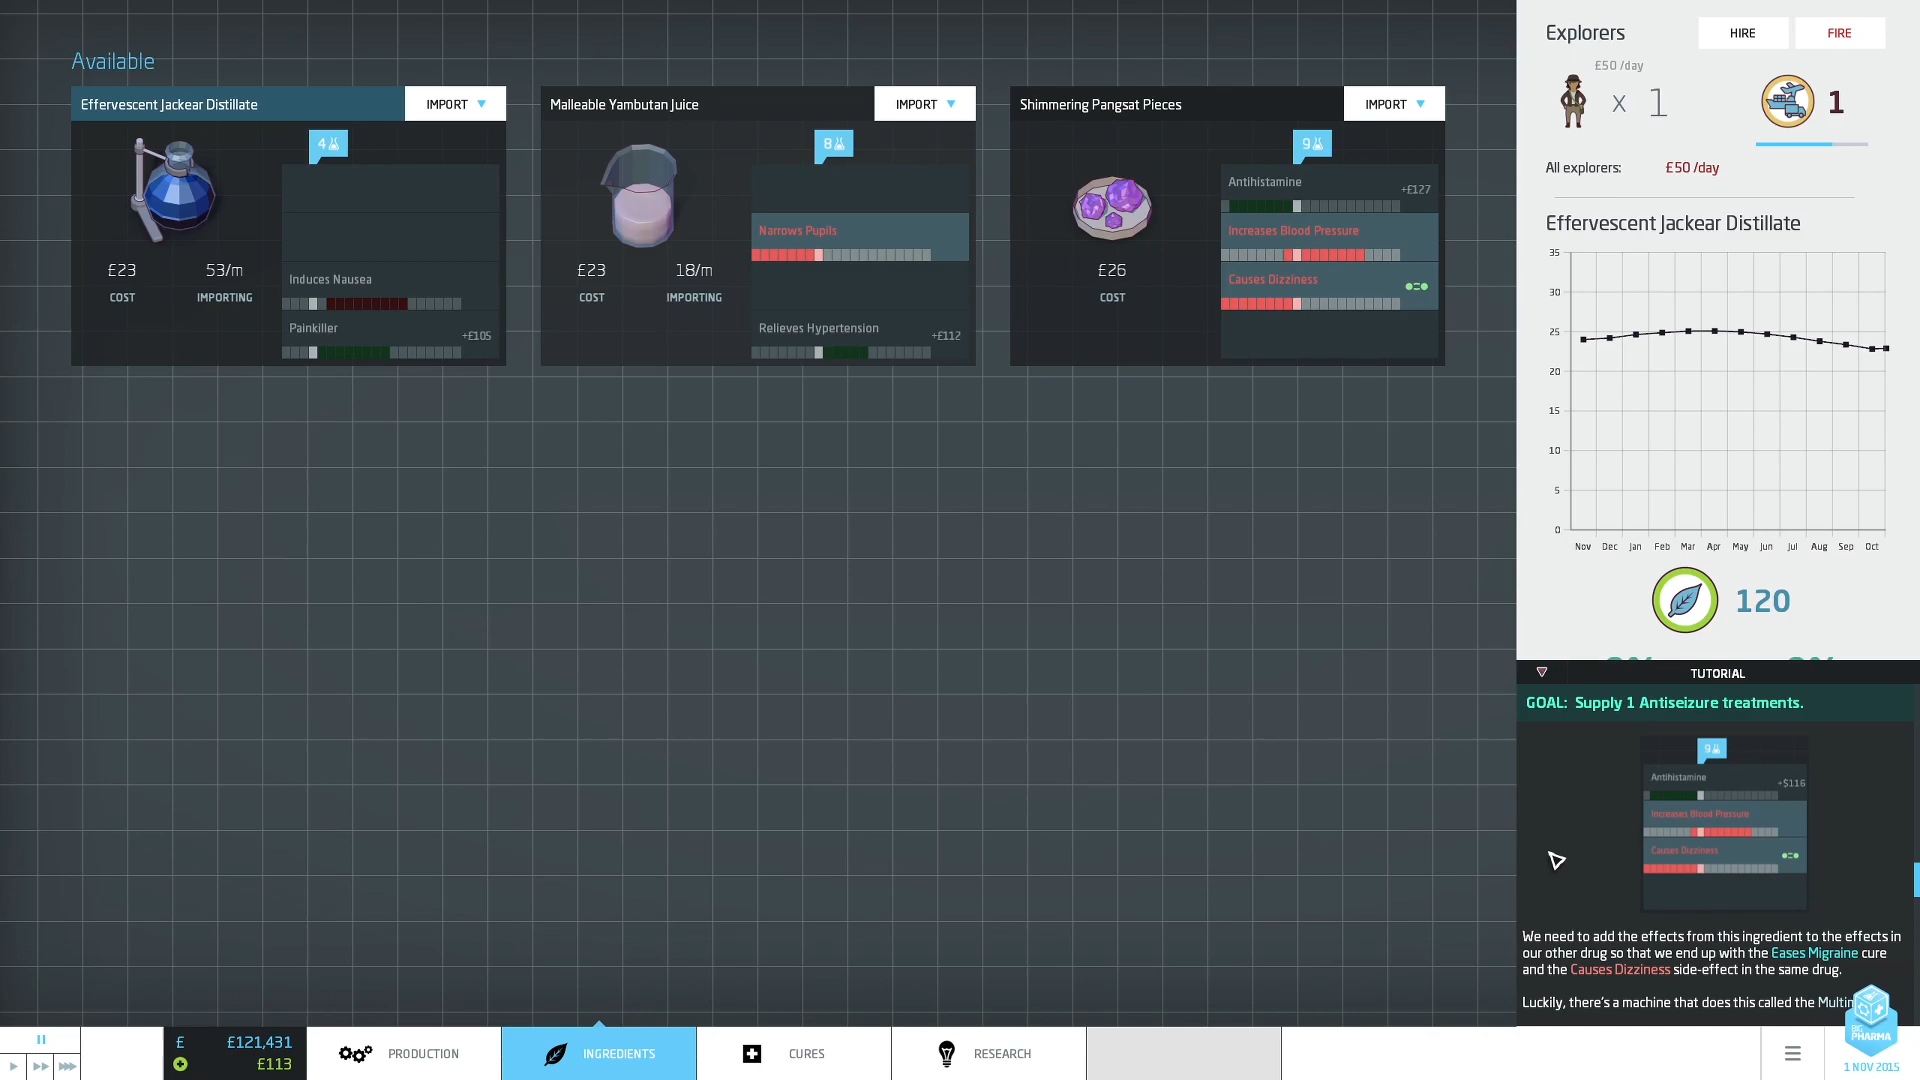 Available
Effervescent Jackear Distillate
IMPORT
4
£23
53/m
COST
IMPORTING
Induces Nausea
Painkiller
+£105
Malleable Yambutan Juice
IMPORT
8
Narrows Pupils
£23
18/m
COST
IMPORTING
Relieves Hypertension
+£112
Shimmering Pangsat Pieces
IMPORT
9
Antihistamine
+£127
Increases Blood Pressure
Causes Dizziness
£26
COST
Explorers
HIRE
FIRE
£50 /day
X 1
1
All explorers: £50 /day
Effervescent Jackear Distillate
35
30
25
20
15
10
5
0
Nov Dec Jan Feb Mar Apr May Jun Jul Aug Sep Oct
120
TUTORIAL
GOAL: Supply 1 Antiseizure treatments.
9
Antihistamine
+$116
Increases Blood Pressure
Causes Dizziness
We need to add the effects from this ingredient to the effects in
our other drug so that we end up with the Eases Migraine cure
and the Causes Dizziness side-effect in the same drug.
Luckily, there's a machine that does this called the
£ £121,431
£113
PRODUCTION
INGREDIENTS
CURES
RESEARCH
BIG
PHARMA
1 NOV 2015